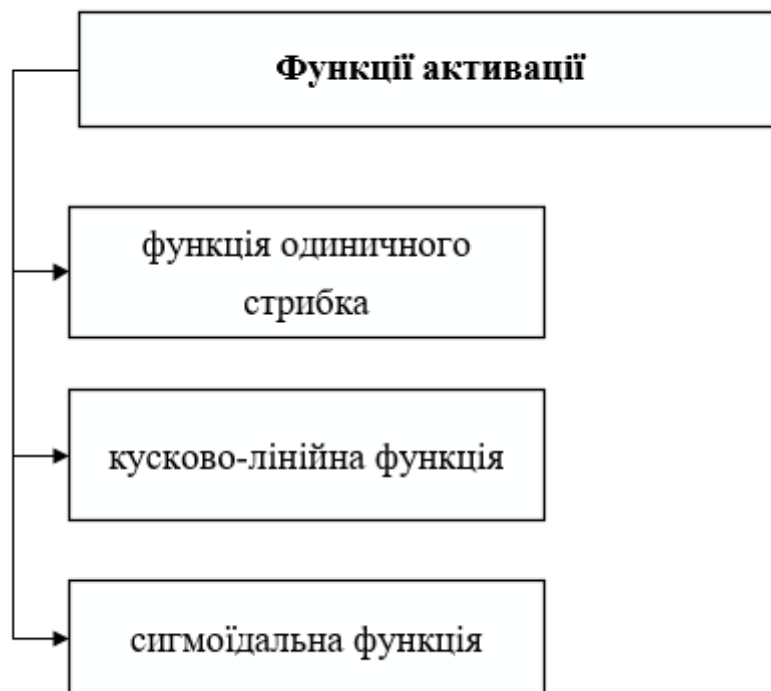 Функції активації
функція одиничного
стрибка
кусково-лінійна функція
сигмоїдальна функція